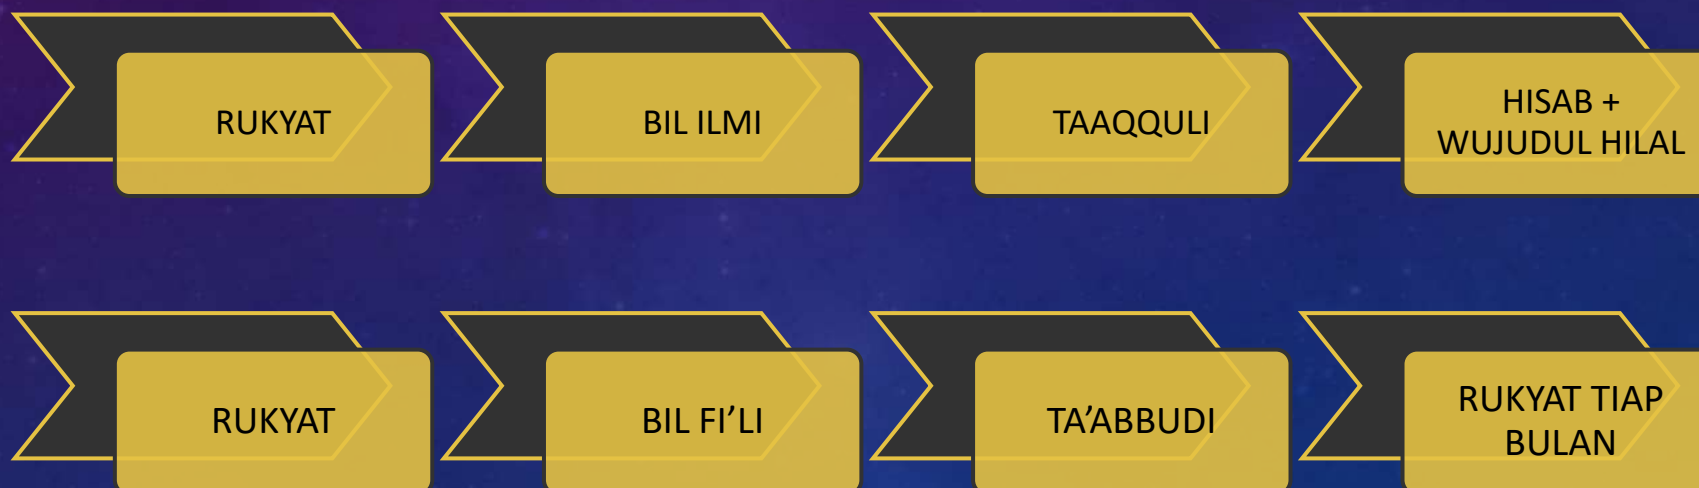 RUKYAT
BIL ILMI
TAAQQULI
HISAB +
WUJUDUL HILAL
RUKYAT
BIL FI’LI
TA’ABBUDI
RUKYAT TIAP
BULAN